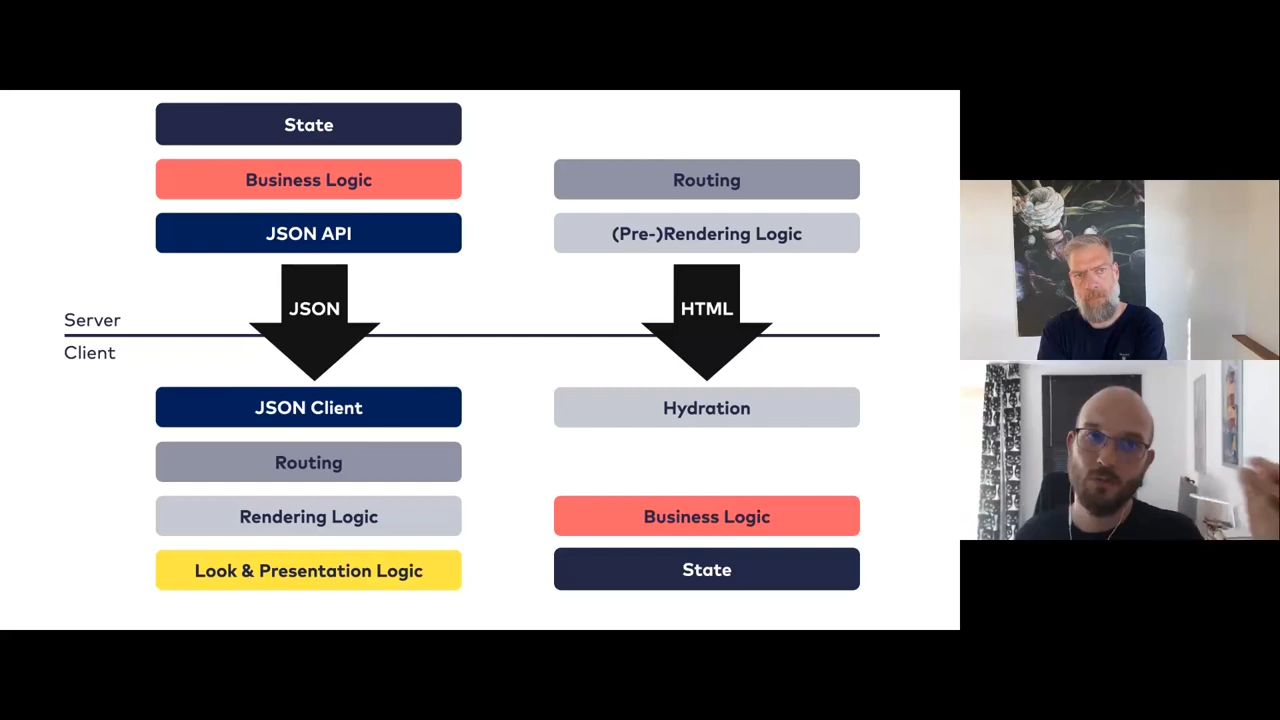 State
Business Logic
JSON API
JSON
Server
Client
JSON Client
Routing
Rendering Logic
Look & Presentation Logic
Routing
(Pre-)Rendering Logic
HTML
Hydration
Business Logic
State